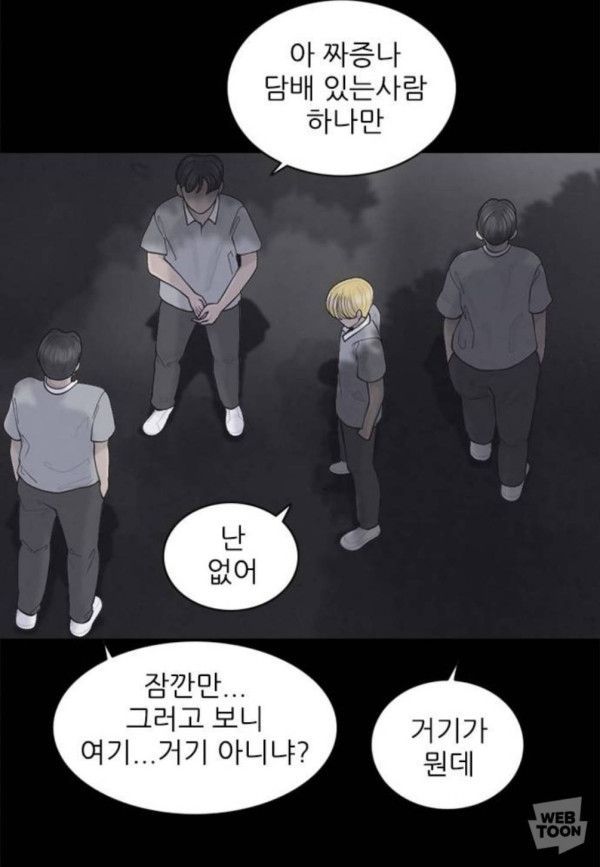 아 짜증나
담배 있는사람
하나만
난
없어
잠깐만...
그러고 보니
여기...거기 아니냐?
거기가
뭔데
WEB
TOON